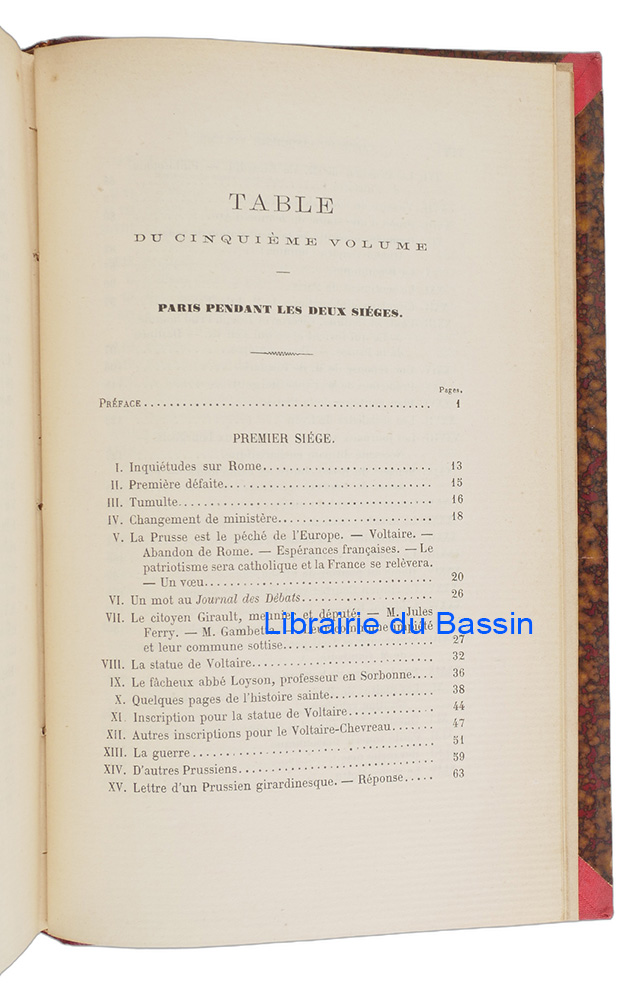 TABLE
DU CINQUIÈME VOLUME
—
PARIS PENDANT LES DEUX SIÉGES.
Pages.
PRÉFACE ............................................ 1
PREMIER SIÉGE.
I. Inquiétudes sur Rome.......................... 13
II. Première défaite................................ 15
III. Tumulte....................................... 16
IV. Changement de ministère........................ 18
V. La Prusse est le péché de l'Europe. — Voltaire. —
Abandon de Rome. — Espérances françaises. — Le
patriotisme sera catholique et la France se relèvera.
— Un vœu....................................... 20
VI. Un mot au Journal des Débats.................... 26
VII. Le citoyen Girault, meunier et député. — M. Jules
Ferry. — M. Gambetta.
et leur commune sottise........................ 27
Librairie du Bassin
VIII. La statue de Voltaire............................ 32
IX. Le fâcheux abbé Loyson, professeur en Sorbonne.... 36
X. Quelques pages de l'histoire sainte................ 38
XI. Inscription pour la statue de Voltaire.............. 44
XII. Autres inscriptions pour le Voltaire-Chevreau....... 47
XIII. La guerre...................................... 51
XIV. D'autres Prussiens.............................. 59
XV. Lettre d'un Prussien girardinesque. — Réponse..... 63